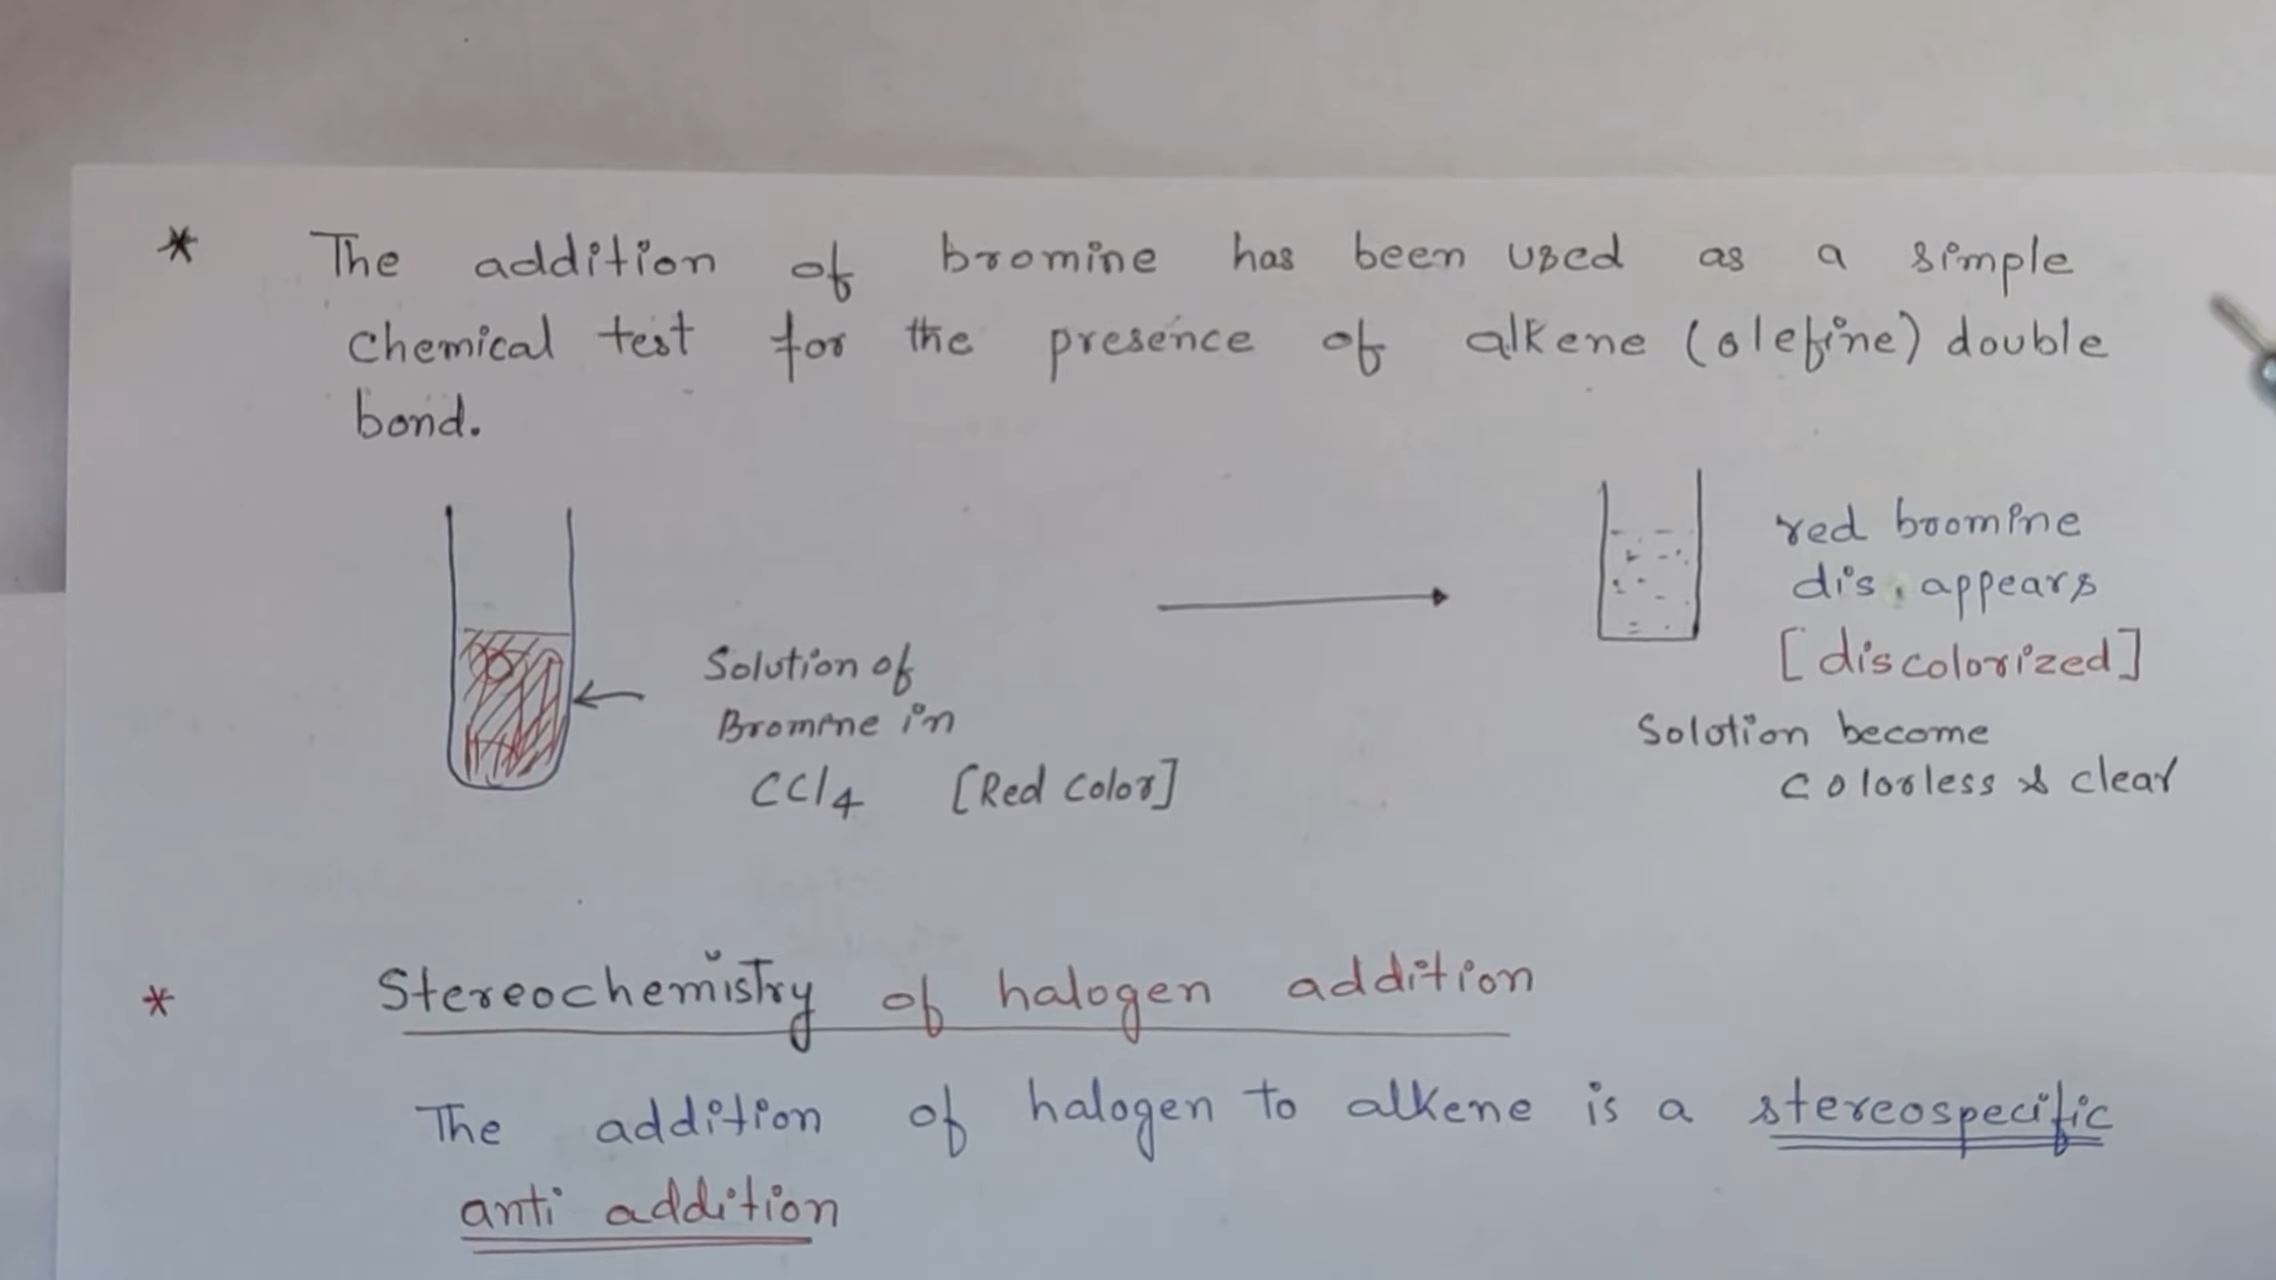 * The addition of bromine has been used as a simple
chemical test for the presence of alkene (olefine) double
bond.
Solution of
Bromine in
CCl4 [Red Color]
red bromine
dis appears
[discolorized]
Solution become
colorless & clear
* Stereochemistry of halogen addition
The addition of halogen to alkene is a stereospecific
anti addition